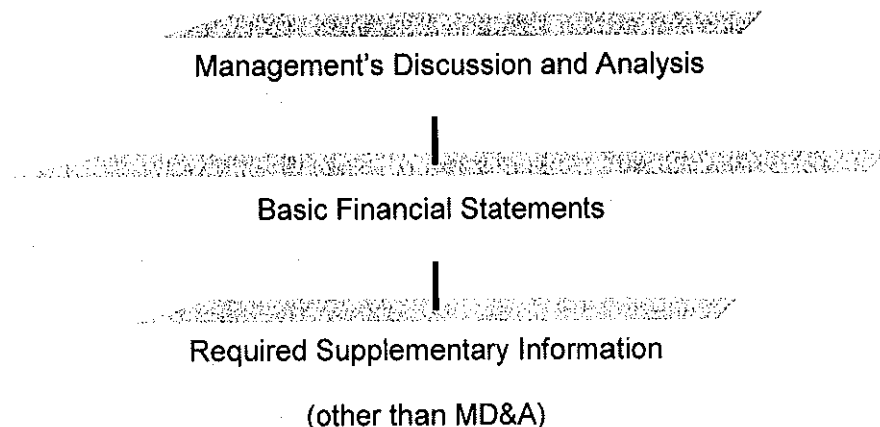 Management's Discussion and Analysis
Basic Financial Statements
Required Supplementary Information
(other than MD&A)